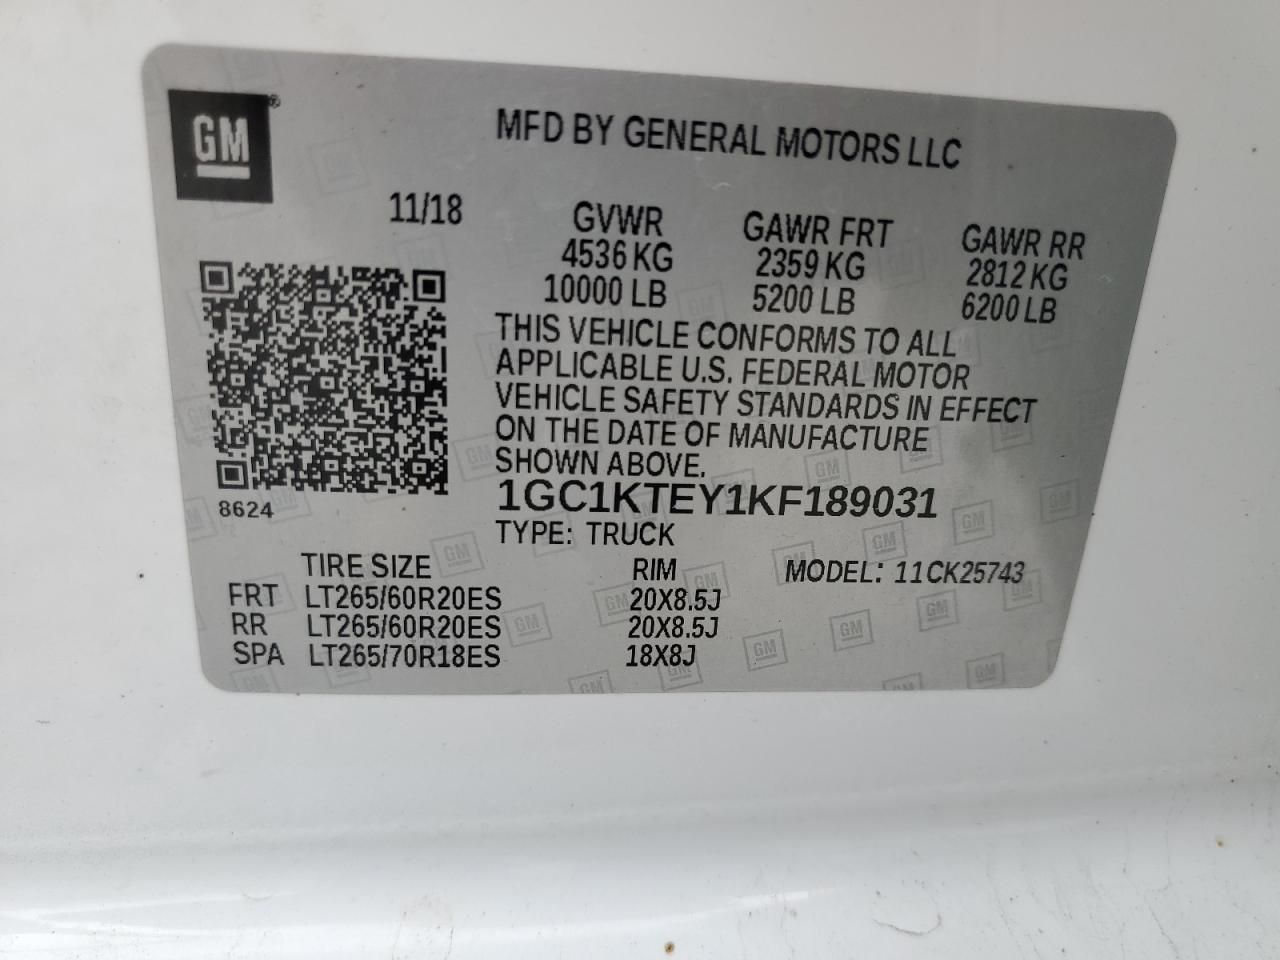 GM®
MFD BY GENERAL MOTORS LLC
11/18
GVWR GAWR FRT GAWR RR
4536 KG 2359 KG 2812 KG
10000 LB 5200 LB 6200 LB
THIS VEHICLE CONFORMS TO ALL
APPLICABLE U.S. FEDERAL MOTOR
VEHICLE SAFETY STANDARDS IN EFFECT
ON THE DATE OF MANUFACTURE
SHOWN ABOVE.
8624
1GC1KTEY1KF189031
TYPE: TRUCK
TIRE SIZE RIM MODEL: 11CK25743
FRT LT265/60R20ES 20X8.5J
RR LT265/60R20ES 20X8.5J
SPA LT265/70R18ES 18X8J